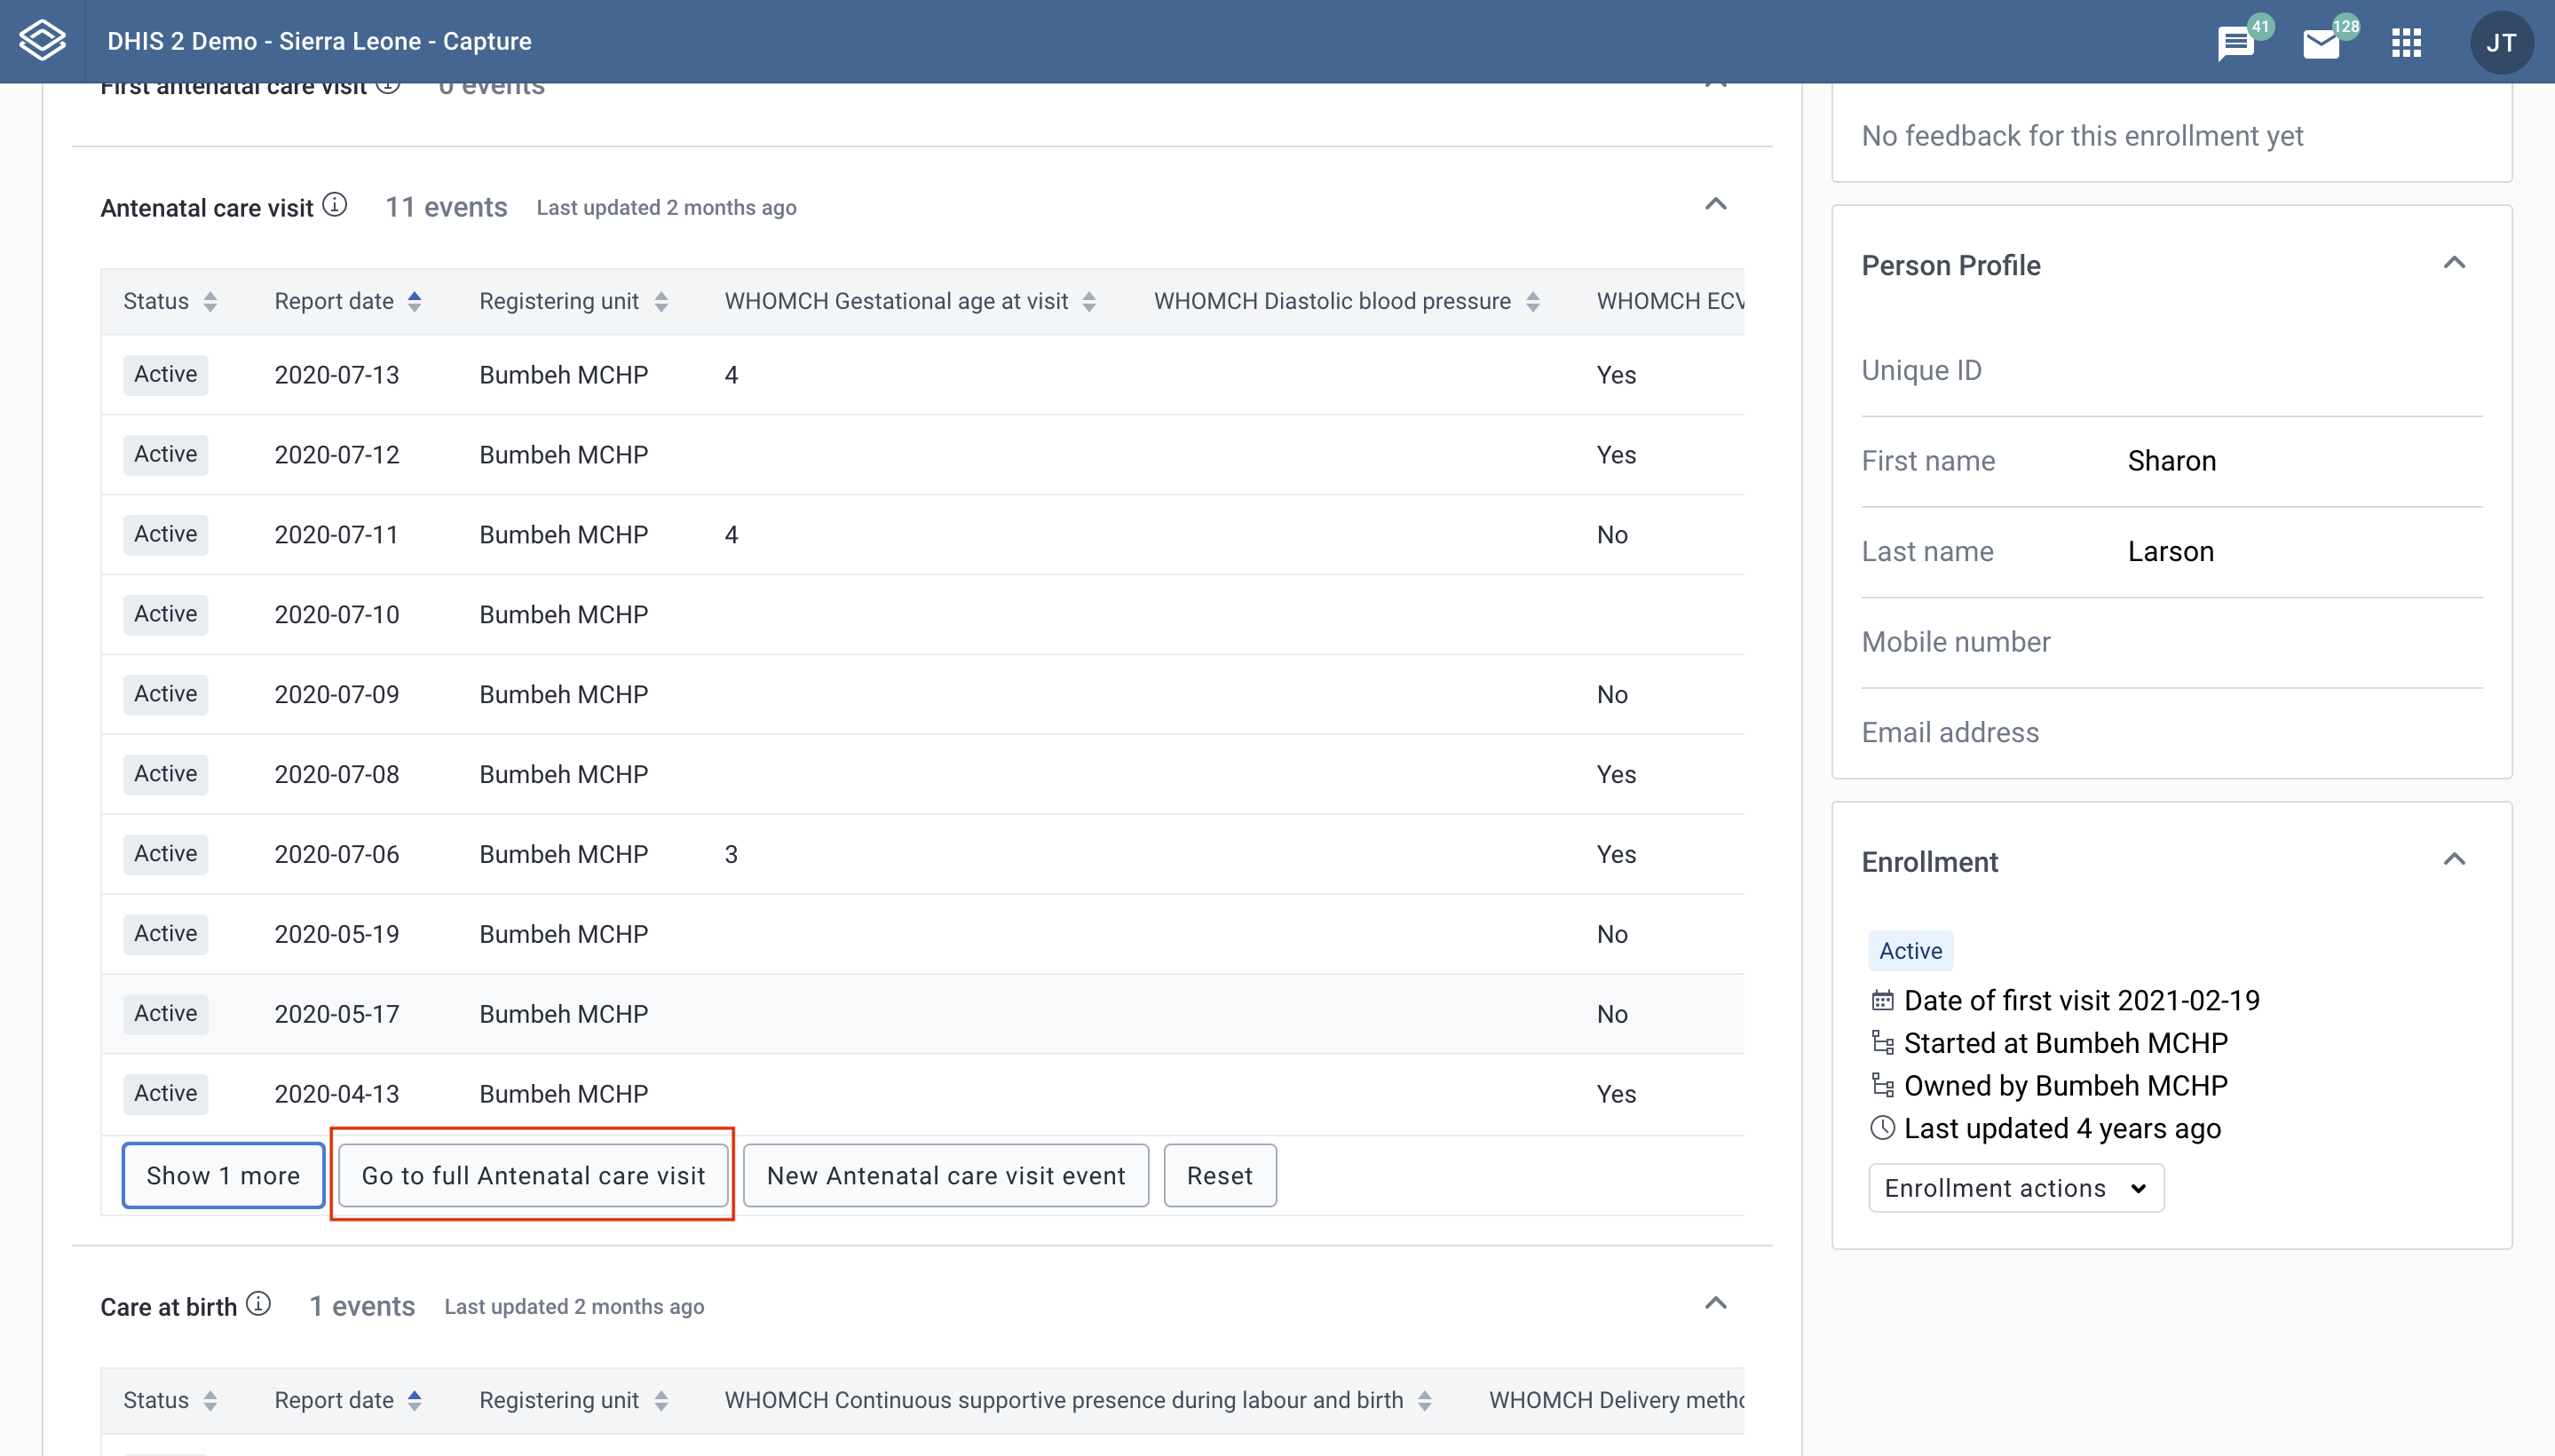 DHIS 2 Demo - Sierra Leone - Capture
41
128
JT
First antenatal care visit 0 events
Antenatal care visit 11 events Last updated 2 months ago
Status Report date Registering unit WHOMCH Gestational age at visit WHOMCH Diastolic blood pressure WHOMCH ECV
Active 2020-07-13 Bumbeh MCHP 4 Yes
Active 2020-07-12 Bumbeh MCHP Yes
Active 2020-07-11 Bumbeh MCHP 4 No
Active 2020-07-10 Bumbeh MCHP
Active 2020-07-09 Bumbeh MCHP No
Active 2020-07-08 Bumbeh MCHP Yes
Active 2020-07-06 Bumbeh MCHP 3 Yes
Active 2020-05-19 Bumbeh MCHP No
Active 2020-05-17 Bumbeh MCHP No
Active 2020-04-13 Bumbeh MCHP Yes
Show 1 more Go to full Antenatal care visit New Antenatal care visit event Reset
Care at birth 1 events Last updated 2 months ago
Status Report date Registering unit WHOMCH Continuous supportive presence during labour and birth WHOMCH Delivery
No feedback for this enrollment yet
Person Profile
Unique ID
First name Sharon
Last name Larson
Mobile number
Email address
Enrollment
Active
Date of first visit 2021-02-19
Started at Bumbeh MCHP
Owned by Bumbeh MCHP
Last updated 4 years ago
Enrollment actions